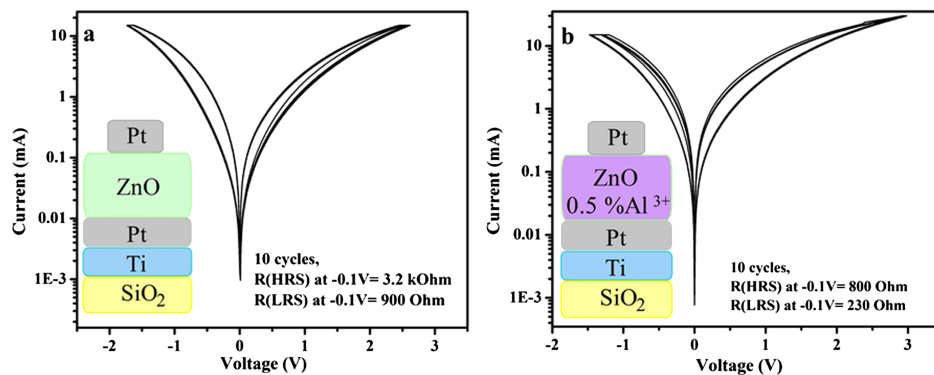 a
10
1
0.1
0.01
1E-3
Current (mA)
Pt
ZnO
Pt
Ti
SiO2
10 cycles,
R(HRS) at -0.1V= 3.2 kOhm
R(LRS) at -0.1V= 900 Ohm
-2 -1 0 1 2 3
Voltage (V)
b
10
1
0.1
0.01
1E-3
Current (mA)
Pt
ZnO
0.5 %Al 3+
Pt
Ti
SiO2
10 cycles,
R(HRS) at -0.1V= 800 Ohm
R(LRS) at -0.1V= 230 Ohm
-2 -1 0 1 2 3
Voltage (V)